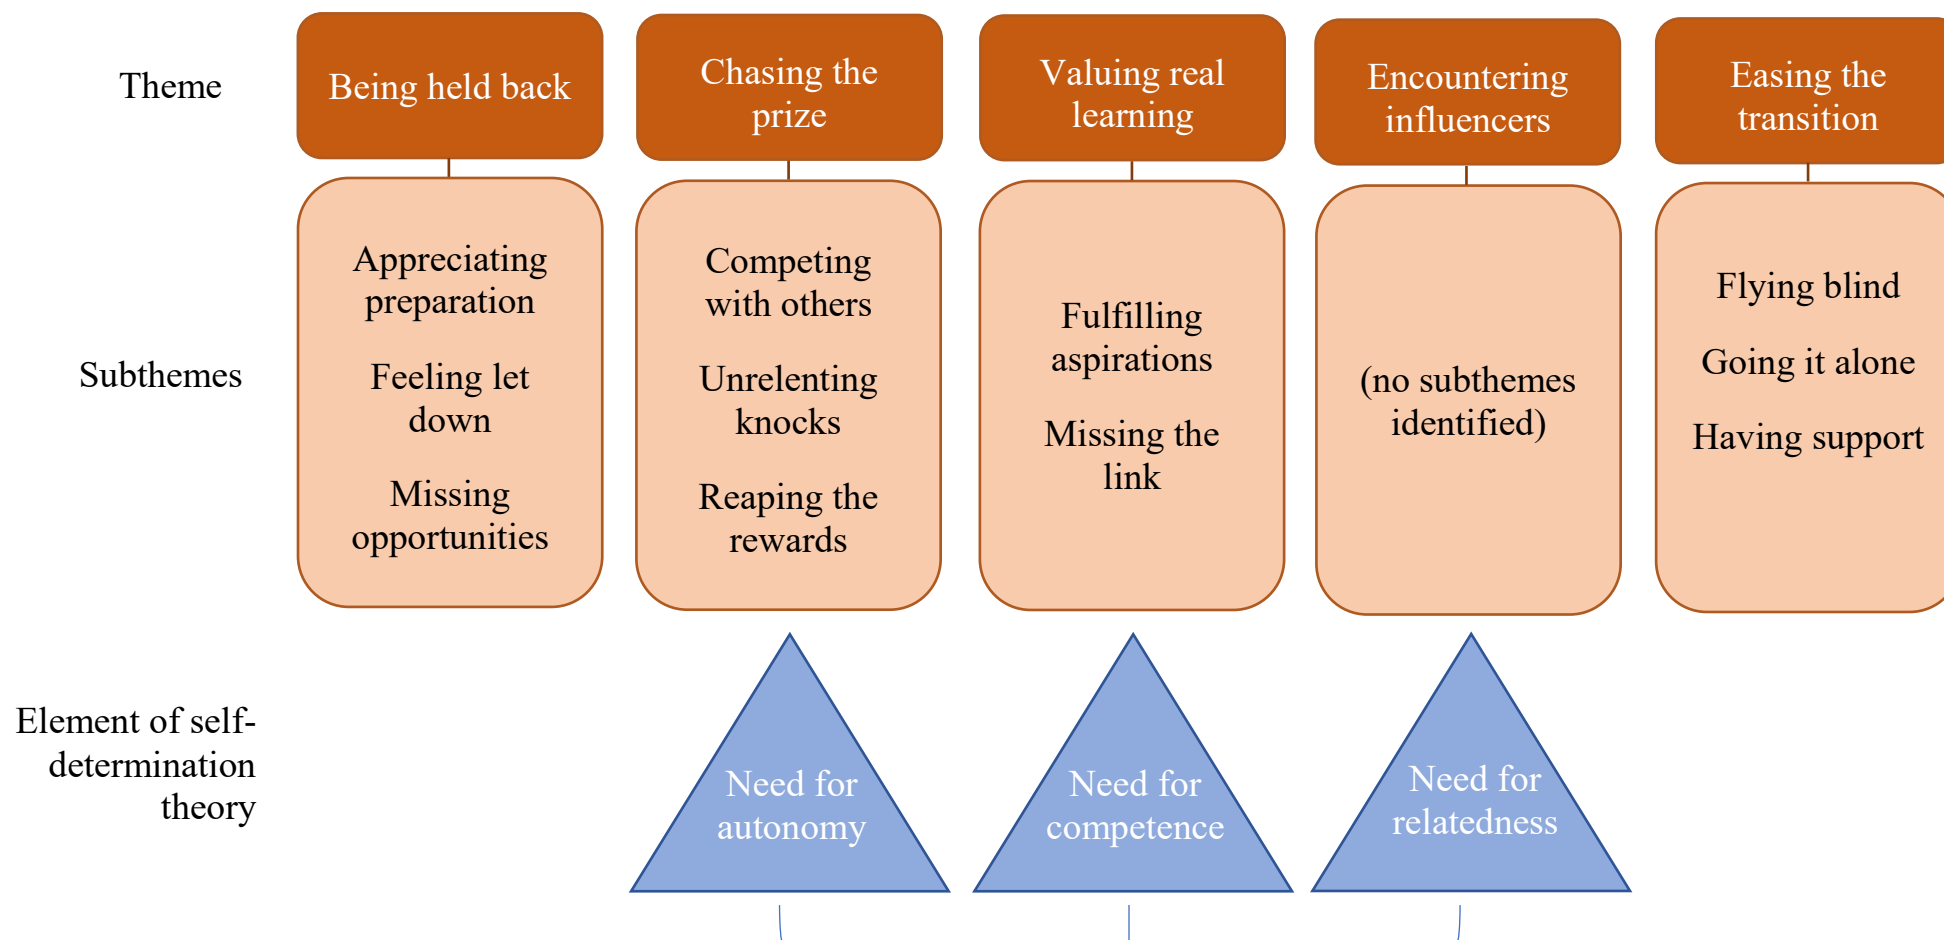 Theme
Being held back
Chasing the
prize
Valuing real
learning
Encountering
influencers
Easing the
transition
Subthemes
Appreciating
preparation
Feeling let
down
Missing
opportunities
Competing
with others
Unrelenting
knocks
Reaping the
rewards
Fulfilling
aspirations
Missing the
link
(no subthemes
identified)
Flying blind
Going it alone
Having support
Element of self-
determination
theory
Need for
autonomy
Need for
competence
Need for
relatedness